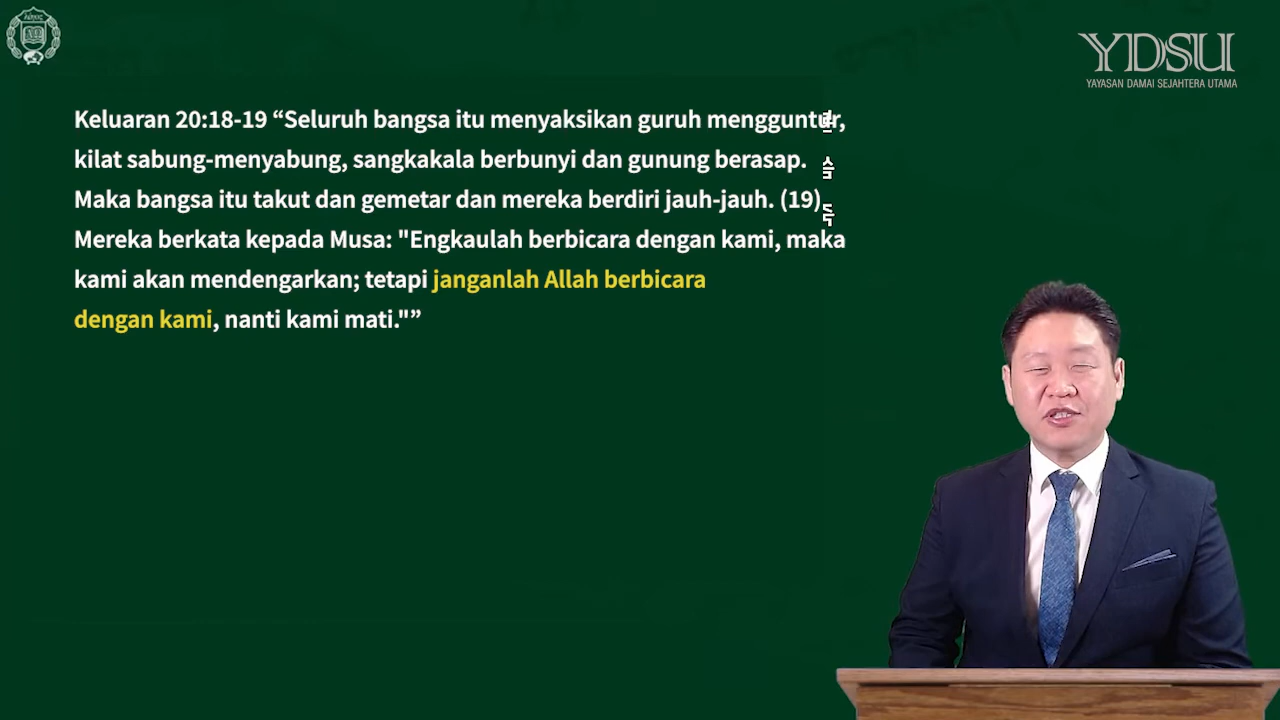 YDSU
YAYASAN DAMAI SEJAHTERA UTAMA
Keluaran 20:18-19 “Seluruh bangsa itu menyaksikan guruh mengguntur,
kilat sabung-menyabung, sangkakala berbunyi dan gunung berasap.
Maka bangsa itu takut dan gemetar dan mereka berdiri jauh-jauh. (19)
Mereka berkata kepada Musa: "Engkaulah berbicara dengan kami, maka
kami akan mendengarkan; tetapi janganlah Allah berbicara
dengan kami, nanti kami mati."”